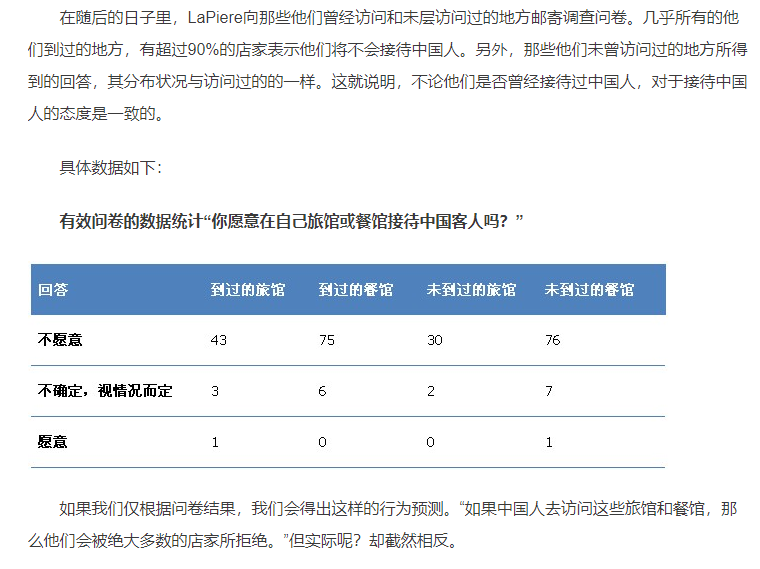 在随后的日子里，LaPiere向那些他们曾经访问和未层访问过的地方邮寄调查问卷。几乎所有的他
们到过的地方，有超过90%的店家表示他们将不会接待中国人。另外，那些他们未曾访问过的地方所得
到的回答，其分布状况与访问过的的一样。这就说明，不论他们是否曾经接待过中国人，对于接待中国
人的态度是一致的。
具体数据如下：
有效问卷的数据统计“你愿意在自己旅馆或餐馆接待中国客人吗？”
回答 到过的旅馆 到过的餐馆 未到过的旅馆 未到过的餐馆
不愿意 43 75 30 76
不确定，视情况而定 3 6 2 7
愿意 1 0 0 1
如果我们仅根据问卷结果，我们会得出这样的行为预测。“如果中国人去访问这些旅馆和餐馆，那
么他们会被绝大多数的店家所拒绝。”但实际呢？却截然相反。